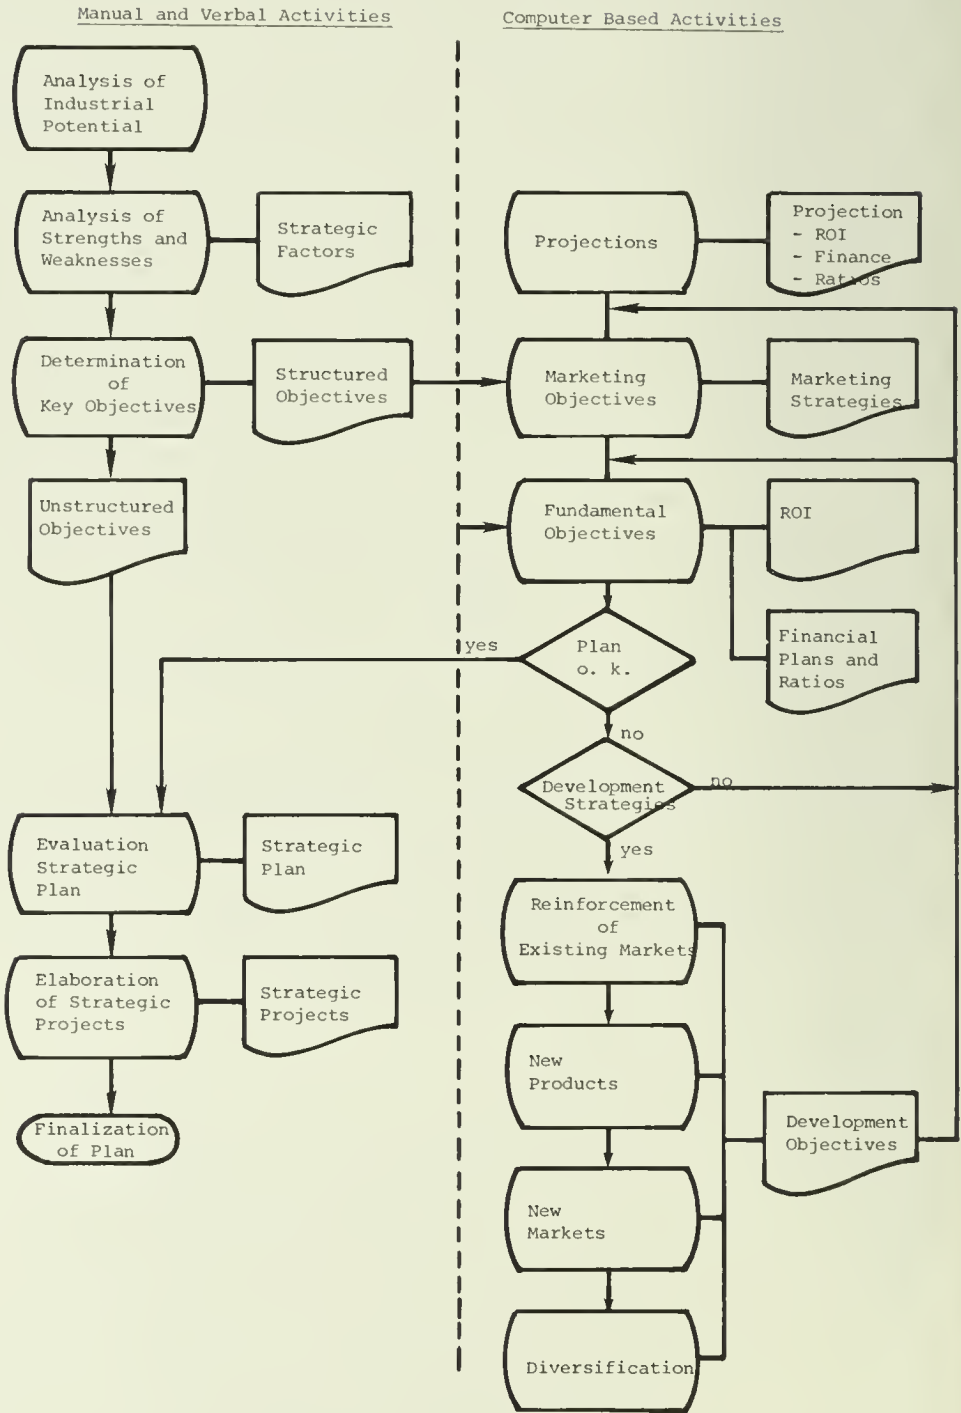 Manual and Verbal Activities
Computer Based Activities
Analysis of
Industrial
Potential
Analysis of
Strengths and
Weaknesses
Strategic
Factors
Determination
of
Key Objectives
Structured
Objectives
Unstructured
Objectives
Projections
Projection
- ROI
- Finance
- Ratios
Marketing
Objectives
Marketing
Strategies
Fundamental
Objectives
ROI
Financial
Plans and
Ratios
Plan
o. k.
yes
no
Development
Strategies
no
yes
Evaluation
Strategic
Plan
Strategic
Plan
Elaboration
of Strategic
Projects
Strategic
Projects
Finalization
of Plan
Reinforcement
of
Existing Markets
New
Products
New
Markets
Diversification
Development
Objectives